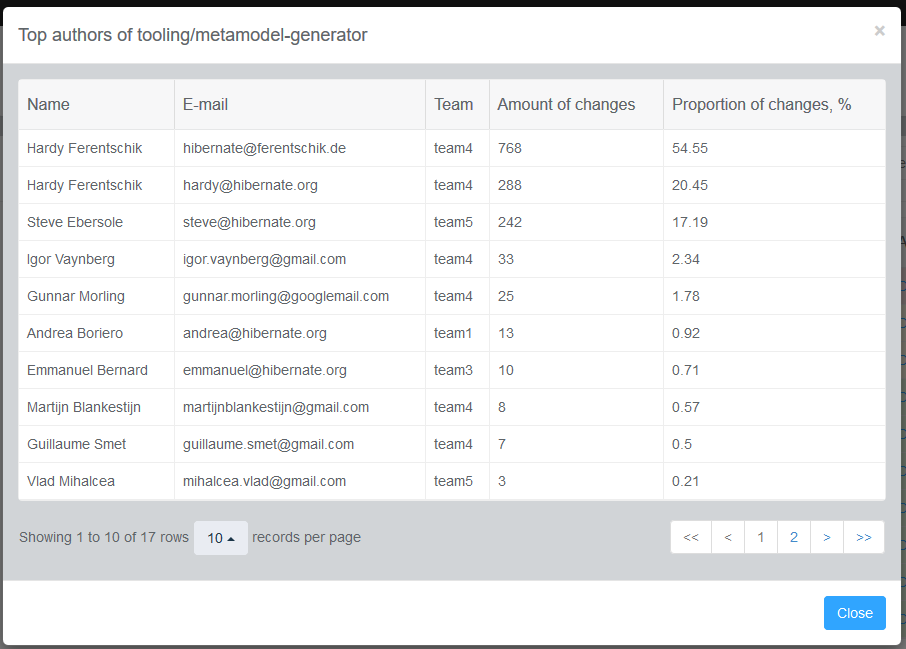 Top authors of tooling/metamodel-generator ×
Name E-mail Team Amount of changes Proportion of changes, %
Hardy Ferentschik hibernate@ferentschik.de team4 768 54.55
Hardy Ferentschik hardy@hibernate.org team4 288 20.45
Steve Ebersole steve@hibernate.org team5 242 17.19
Igor Vaynberg igor.vaynberg@gmail.com team4 33 2.34
Gunnar Morling gunnar.morling@googlemail.com team4 25 1.78
Andrea Boriero andrea@hibernate.org team1 13 0.92
Emmanuel Bernard emmanuel@hibernate.org team3 10 0.71
Martijn Blankestijn martijnblankestijn@gmail.com team4 8 0.57
Guillaume Smet guillaume.smet@gmail.com team4 7 0.5
Vlad Mihalcea mihalcea.vlad@gmail.com team5 3 0.21
Showing 1 to 10 of 17 rows 10 records per page << < 1 2 > >>
Close